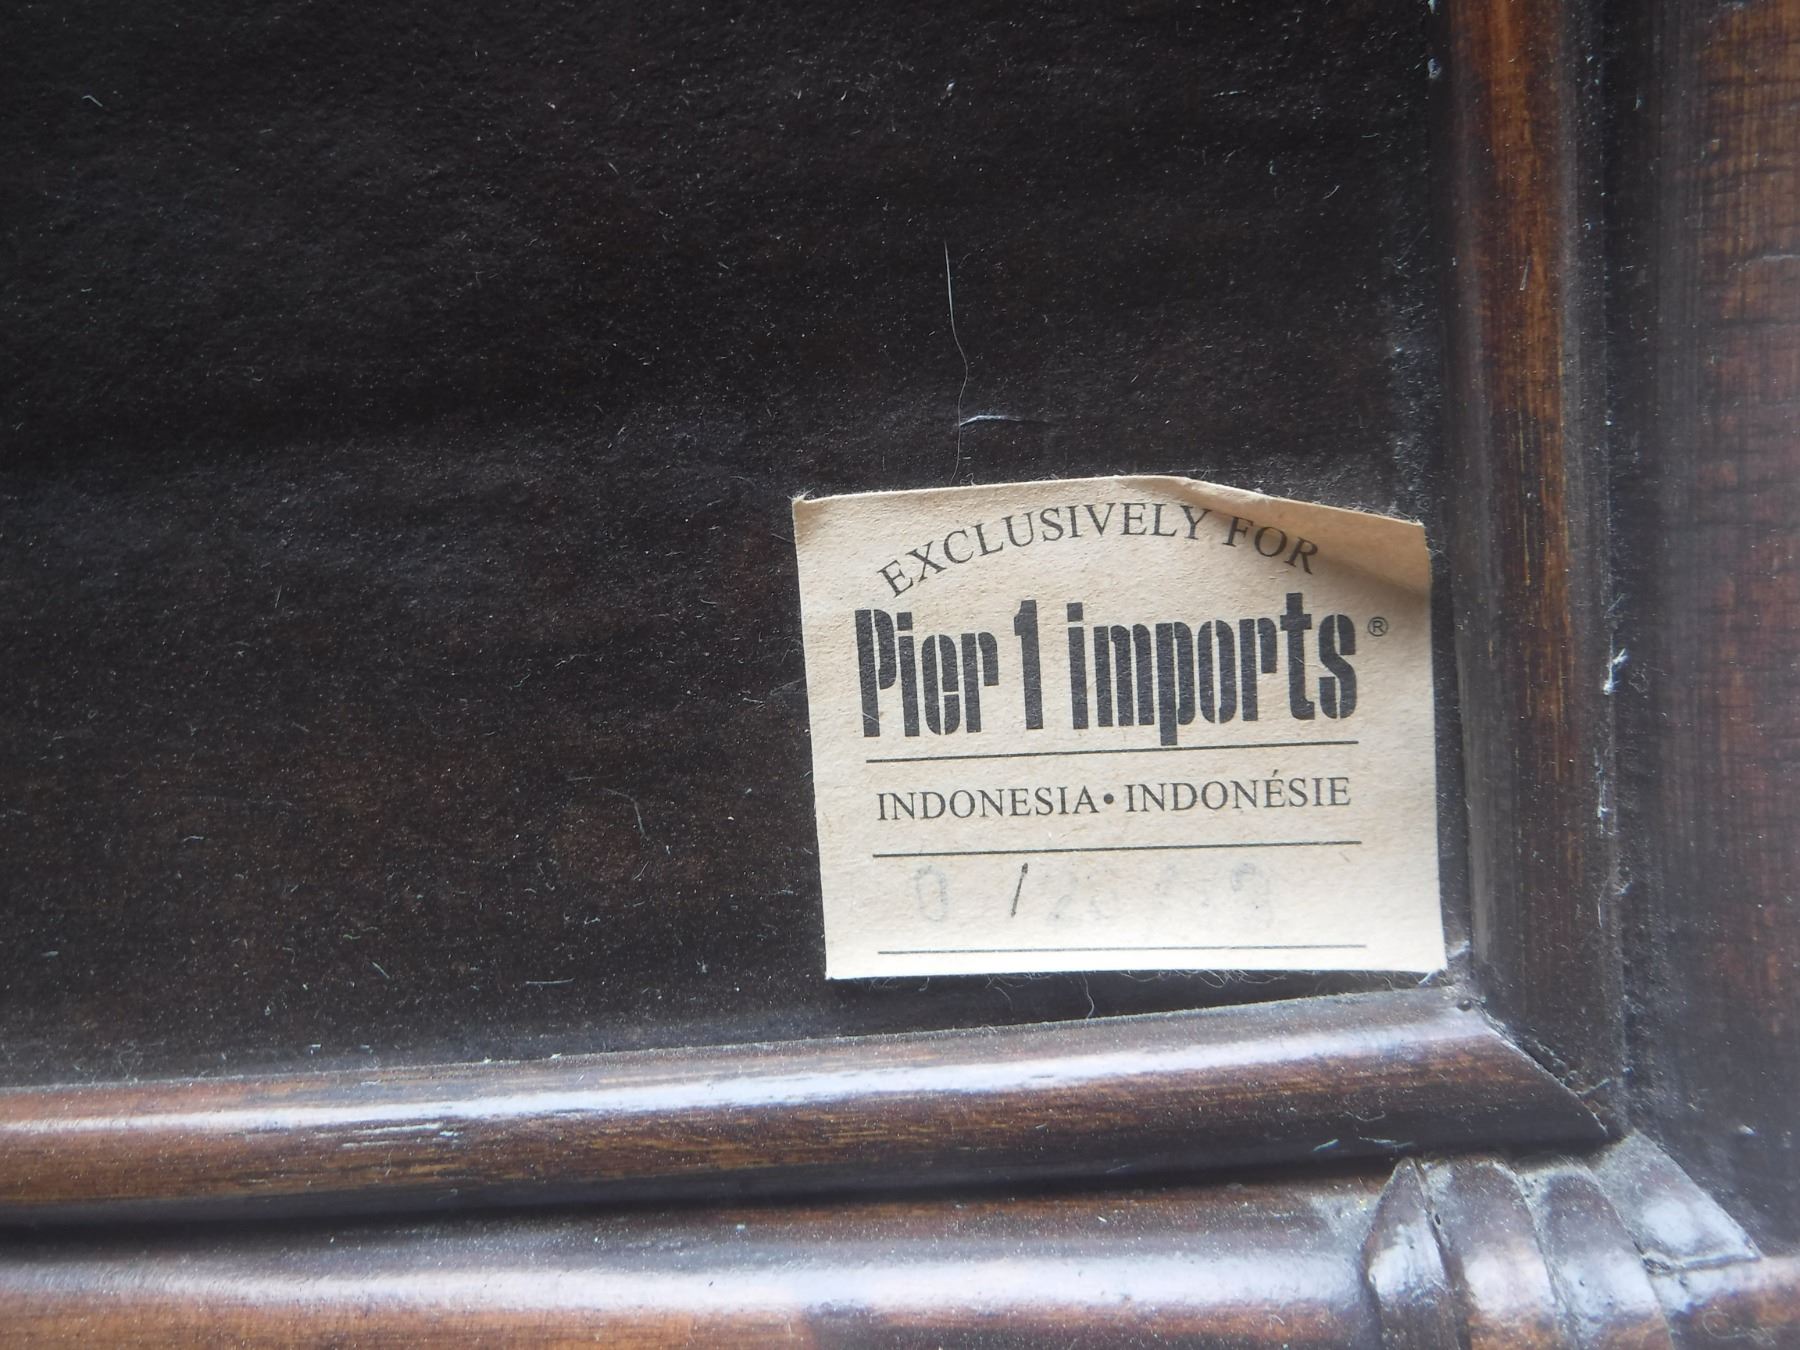 EXCLUSIVELY FOR
Pier 1 imports®
INDONESIA • INDONÉSIE